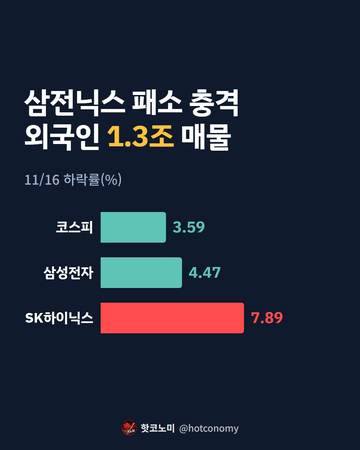 삼전닉스 패소 충격
외국인 1.3조 매물
11/16 하락률(%)
코스피 3.59
삼성전자 4.47
SK하이닉스 7.89
핫코노미 @hotconomy